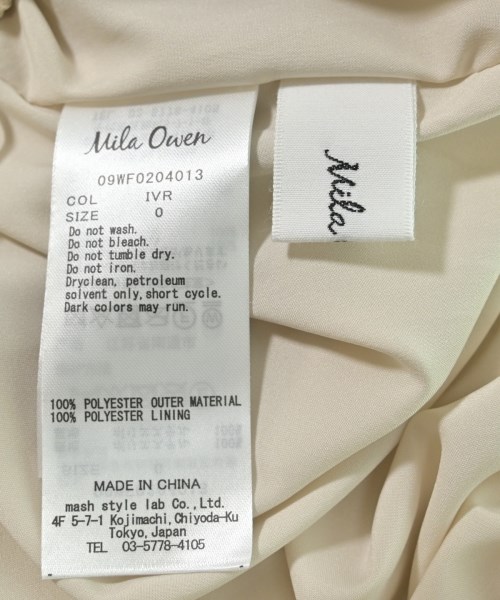 Mila Owen
09WF0204013
COL IVR
SIZE 0
Do not wash.
Do not bleach.
Do not tumble dry.
Do not iron.
Dryclean, petroleum
solvent only,short cycle.
Dark colors may run.
100% POLYESTER OUTER MATERIAL
100% POLYESTER LINING
MADE IN CHINA
mash style lab Co.,Ltd.
4F 5-7-1 Kojimachi,Chiyoda-Ku
Tokyo,Japan
TEL 03-5778-4105
Mila